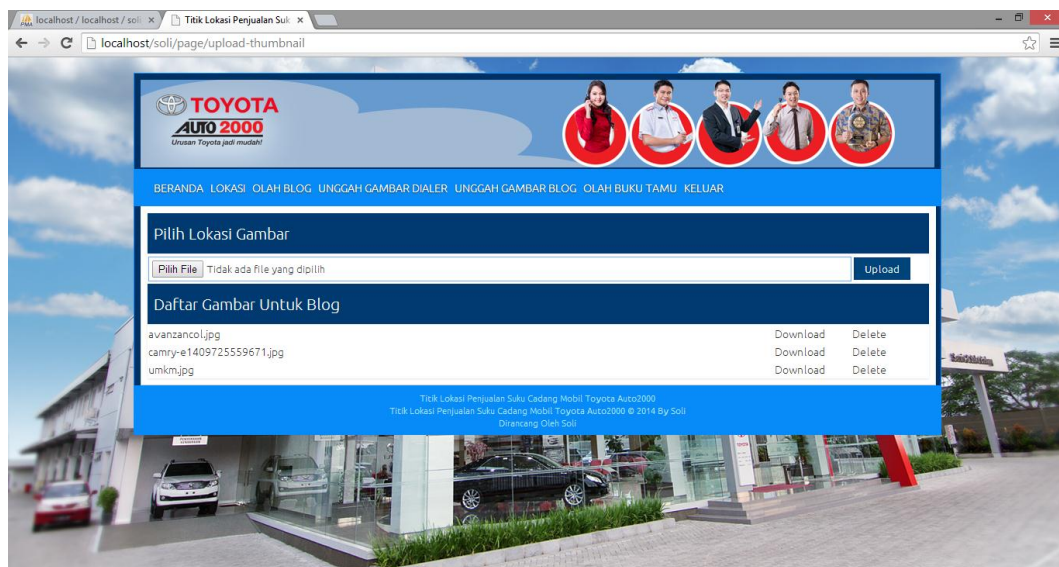 localhost / localhost / soli
Titik Lokasi Penjualan Suk
localhost/soli/page/upload-thumbnail
TOYOTA
AUTO 2000
Urusan Toyota jadi mudah!
BERANDA LOKASI OLAH BLOG UNGGAH GAMBAR DIALER UNGGAH GAMBAR BLOG OLAH BUKU TAMU KELUAR
Pilih Lokasi Gambar
Pilih File Tidak ada file yang dipilih Upload
Daftar Gambar Untuk Blog
avanzancol.jpg Download Delete
camry-e1409725559671.jpg Download Delete
umkm.jpg Download Delete
Titik Lokasi Penjualan Suku Cadang Mobil Toyota Auto2000
Titik Lokasi Penjualan Suku Cadang Mobil Toyota Auto2000 © 2014 By Soli
Dirancang Oleh Soli